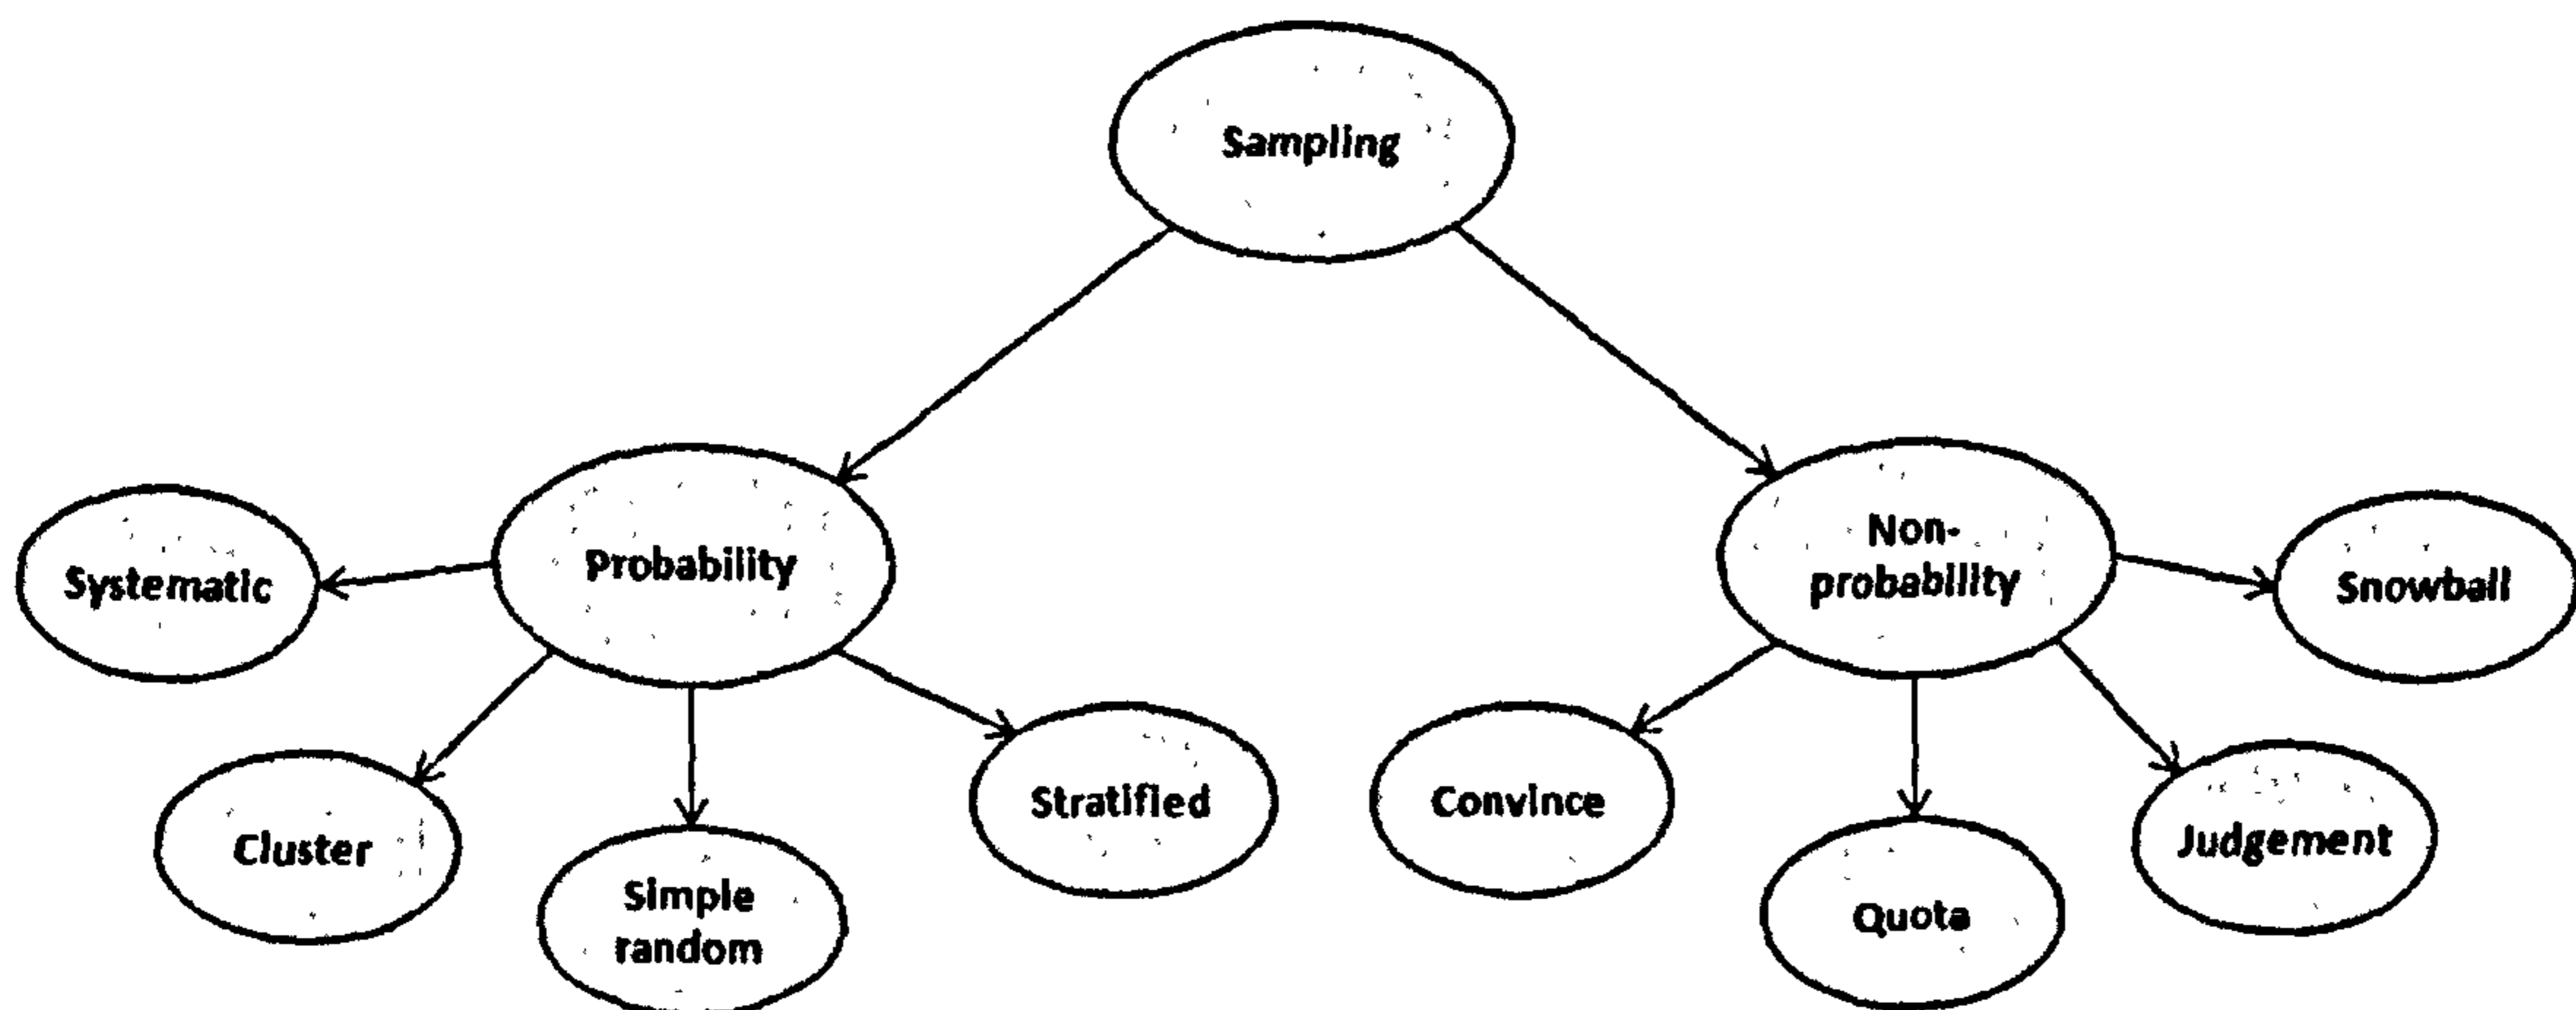 Sampling
Probability
Non-
probability
Systematic
Snowball
Cluster
Simple
random
Stratified
Convince
Quota
Judgement